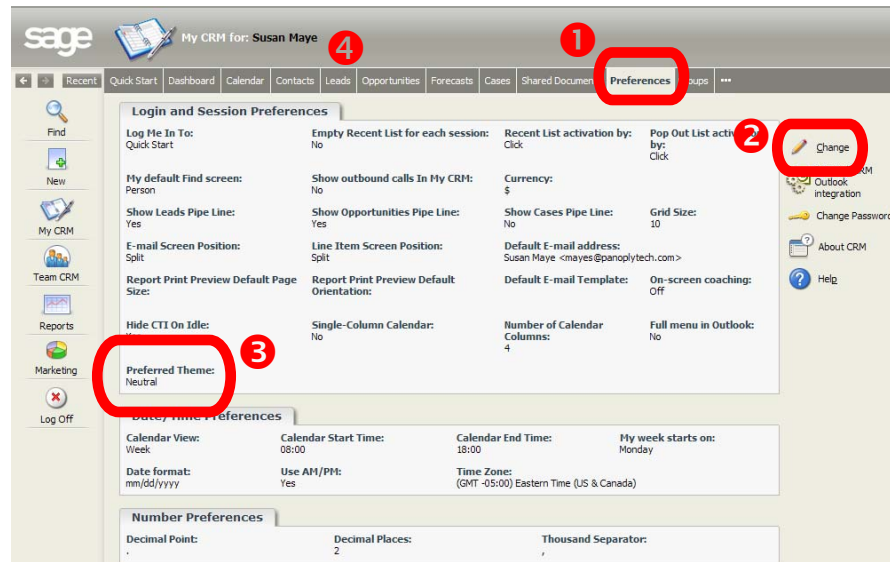 sage
My CRM for: Susan Maye
4
1
Recent
Quick Start Dashboard Calendar Contacts Leads Opportunities Forecasts Cases Shared Documen Preferences oups •••
Find
New
My CRM
Team CRM
Reports
Marketing
Log Off
Login and Session Preferences
Log Me In To: Empty Recent List for each session: Recent List activation by: Pop Out List
by:
Quick Start No Click Click
2
Change
My default Find screen: Show outbound calls In My CRM: Currency:
Person No $
Outlook
integration
Show Leads Pipe Line: Show Opportunities Pipe Line: Show Cases Pipe Line: Grid Size:
Yes Yes No 10
Change Password
E-mail Screen Position: Line Item Screen Position: Default E-mail address:
Split Split Susan Maye <mayes@panoplytech.com>
About CRM
Report Print Preview Default Page Report Print Preview Default Default E-mail Template: On-screen coaching:
Size: Orientation: Off
Help
Hide CTI On Idle: Single-Column Calendar: Number of Calendar Full menu in Outlook:
No Columns: No
4
3
Preferred Theme:
Neutral
Preferences
Calendar View: Calendar Start Time: Calendar End Time: My week starts on:
Week 08:00 18:00 Monday
Date format: Use AM/PM: Time Zone:
mm/dd/yyyy Yes (GMT -05:00) Eastern Time (US & Canada)
Number Preferences
Decimal Point: Decimal Places: Thousand Separator:
. 2 ,